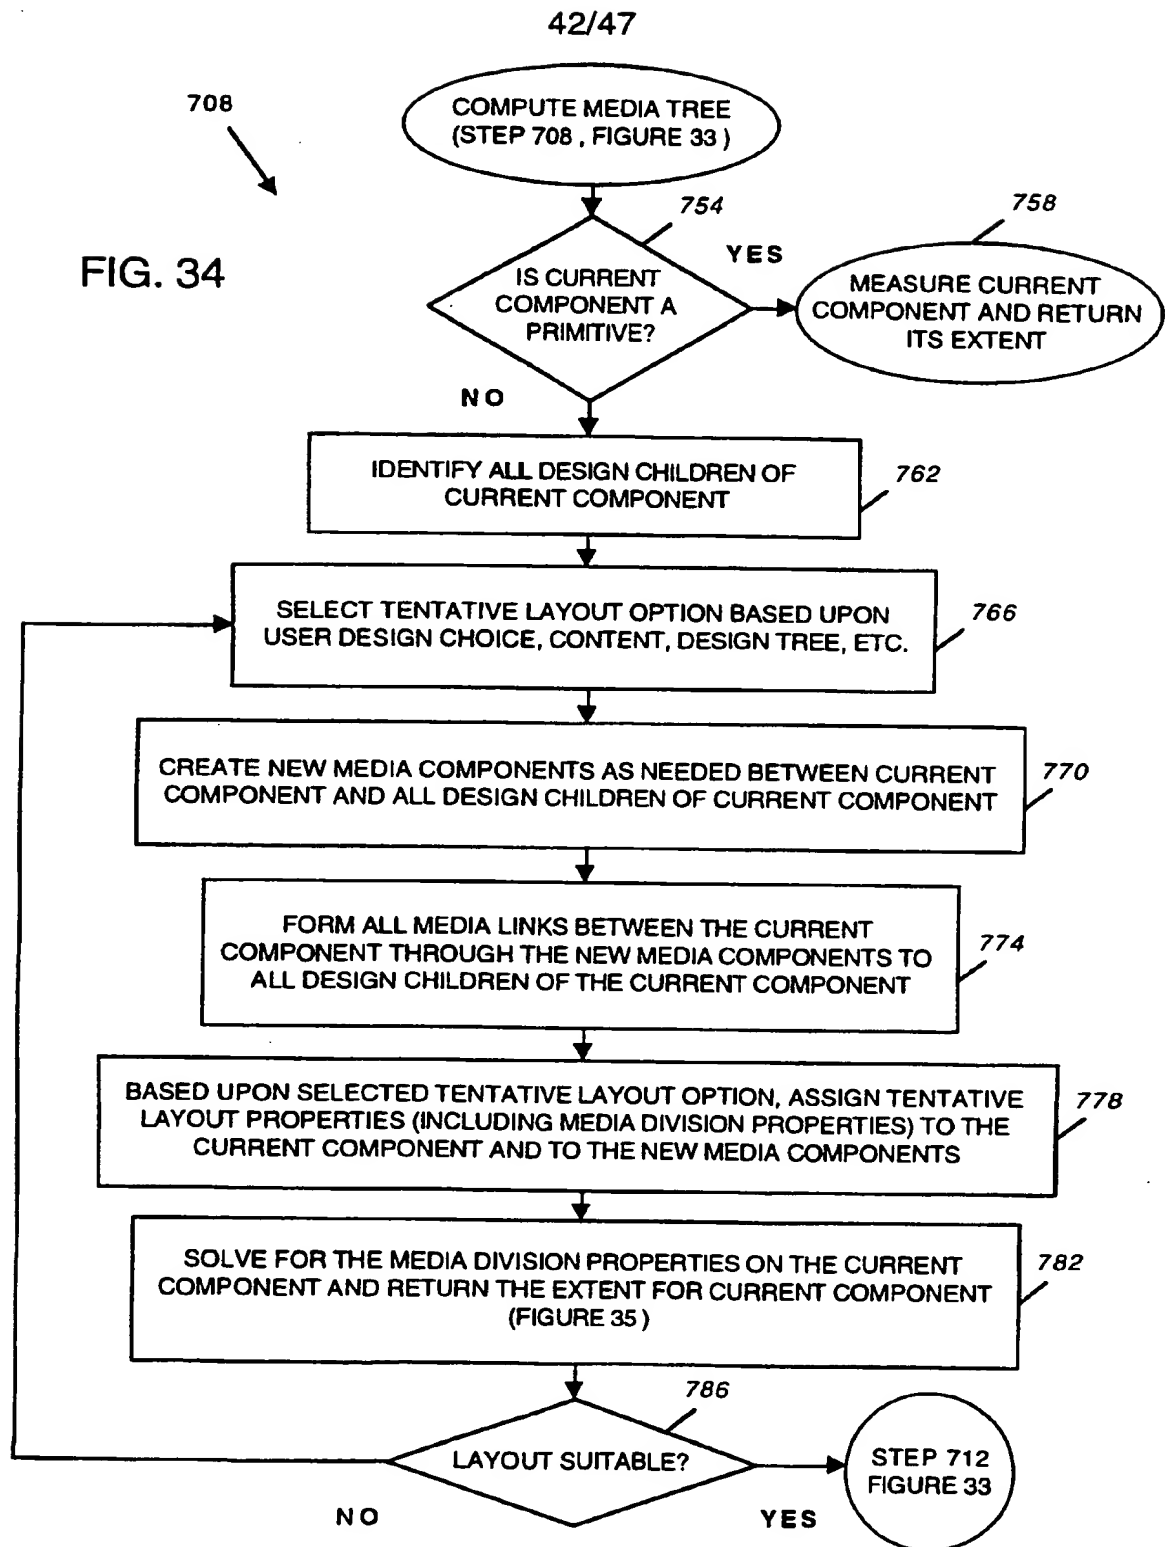 42/47
708
COMPUTE MEDIA TREE
(STEP 708, FIGURE 33)
754
758
FIG. 34
YES
IS CURRENT
COMPONENT A
PRIMITIVE?
MEASURE CURRENT
COMPONENT AND RETURN
ITS EXTENT
NO
IDENTIFY ALL DESIGN CHILDREN OF
CURRENT COMPONENT
762
SELECT TENTATIVE LAYOUT OPTION BASED UPON
USER DESIGN CHOICE, CONTENT, DESIGN TREE, ETC.
766
CREATE NEW MEDIA COMPONENTS AS NEEDED BETWEEN CURRENT
COMPONENT AND ALL DESIGN CHILDREN OF CURRENT COMPONENT
770
FORM ALL MEDIA LINKS BETWEEN THE CURRENT
COMPONENT THROUGH THE NEW MEDIA COMPONENTS TO
ALL DESIGN CHILDREN OF THE CURRENT COMPONENT
774
BASED UPON SELECTED TENTATIVE LAYOUT OPTION, ASSIGN TENTATIVE
LAYOUT PROPERTIES (INCLUDING MEDIA DIVISION PROPERTIES) TO THE
CURRENT COMPONENT AND TO THE NEW MEDIA COMPONENTS
778
SOLVE FOR THE MEDIA DIVISION PROPERTIES ON THE CURRENT
COMPONENT AND RETURN THE EXTENT FOR CURRENT COMPONENT
(FIGURE 35)
782
786
LAYOUT SUITABLE?
STEP 712
FIGURE 33
NO
YES